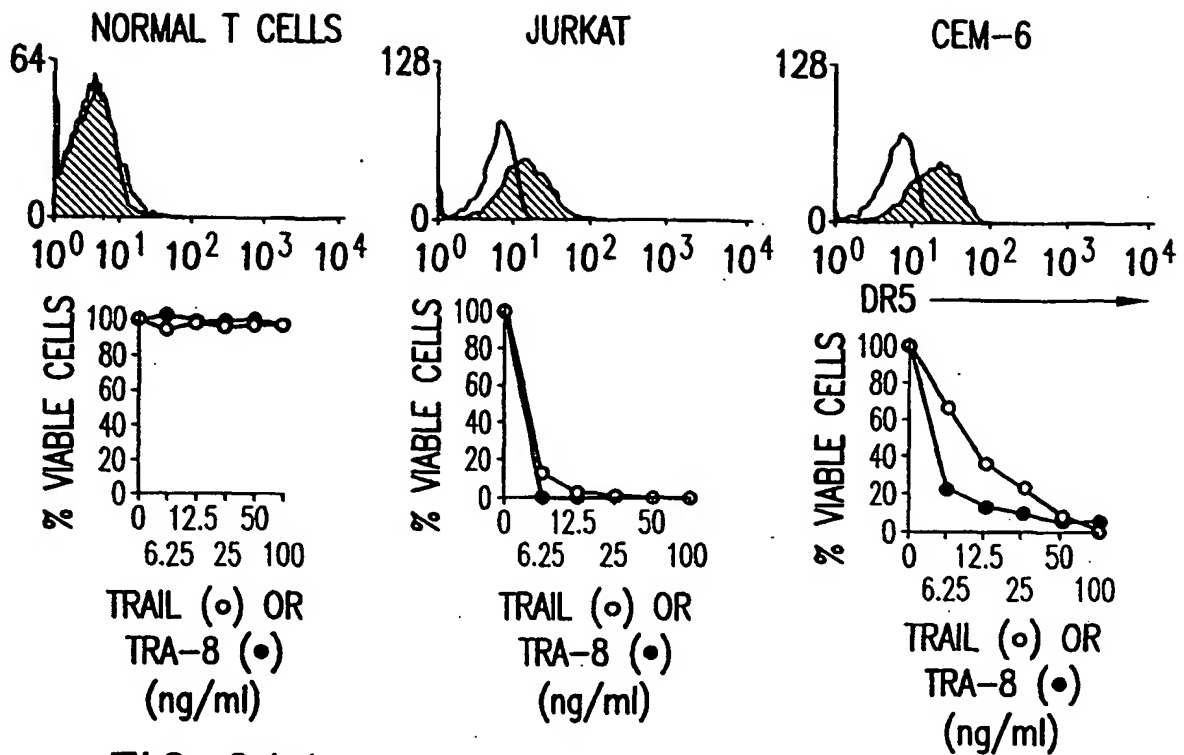 NORMAL T CELLS
64
0
10^0 10^1 10^2 10^3 10^4
% VIABLE CELLS
100
80
60
40
20
0
0 12.5 50
6.25 25 100
TRAIL (○) OR
TRA-8 (●)
(ng/ml)
JURKAT
128
0
10^0 10^1 10^2 10^3 10^4
% VIABLE CELLS
100
80
60
40
20
0
0 12.5 50
6.25 25 100
TRAIL (○) OR
TRA-8 (●)
(ng/ml)
CEM-6
128
0
10^0 10^1 10^2 10^3 10^4
DR5
% VIABLE CELLS
100
80
60
40
20
0
0 12.5 50
6.25 25 100
TRAIL (○) OR
TRA-8 (●)
(ng/ml)